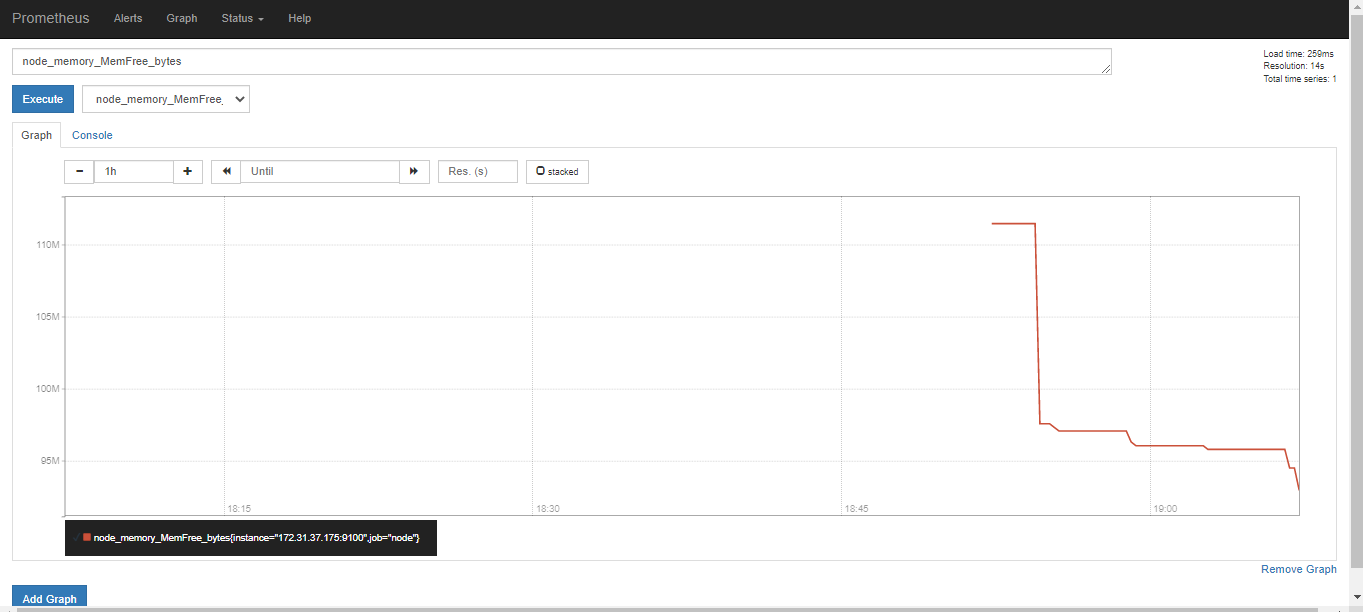 Prometheus Alerts Graph Status Help
node_memory_MemFree_bytes
Load time: 259ms
Resolution: 14s
Total time series: 1
Execute node_memory_MemFree_
Graph Console
1h Until Res. (s) stacked
110M
105M
100M
95M
18:15 18:30 18:45 19:00
node_memory_MemFree_bytes{instance="172.31.37.175:9100",job="node"}
Remove Graph
Add Graph